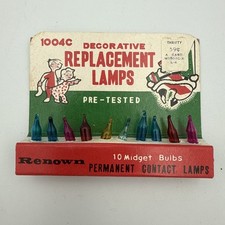 1004C
DECORATIVE
REPLACEMENT
LAMPS
PRE-TESTED
Renown
10 Midget Bulbs
PERMANENT CONTACT LAMPS